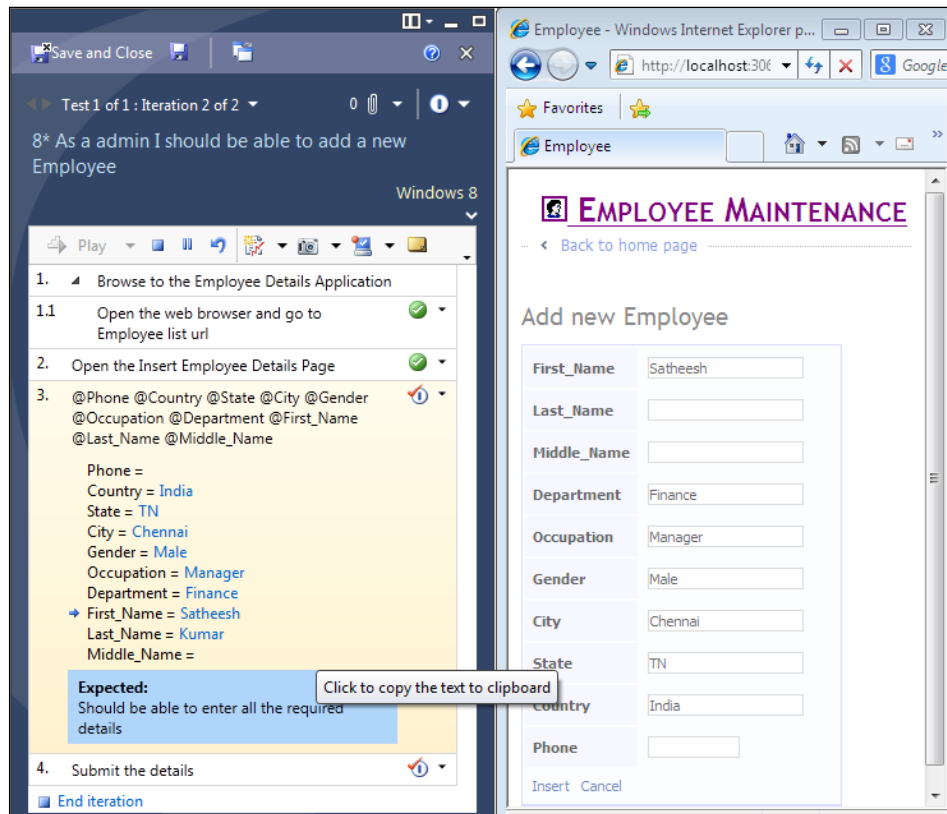 Save and Close
Test 1 of 1 : Iteration 2 of 2
0
8* As a admin I should be able to add a new
Employee
Windows 8
Play
1. Browse to the Employee Details Application
1.1 Open the web browser and go to
Employee list url
2. Open the Insert Employee Details Page
3. @Phone @Country @State @City @Gender
@Occupation @Department @First_Name
@Last_Name @Middle_Name
Phone =
Country = India
State = TN
City = Chennai
Gender = Male
Occupation = Manager
Department = Finance
First_Name = Satheesh
Last_Name = Kumar
Middle_Name =
Expected:
Should be able to enter all the required
details
Click to copy the text to clipboard
4. Submit the details
End iteration
Employee - Windows Internet Explorer p...
http://localhost:306
Google
Favorites
Employee
EMPLOYEE MAINTENANCE
Back to home page
Add new Employee
First_Name Satheesh
Last_Name
Middle_Name
Department Finance
Occupation Manager
Gender Male
City Chennai
State TN
Country India
Phone
Insert Cancel